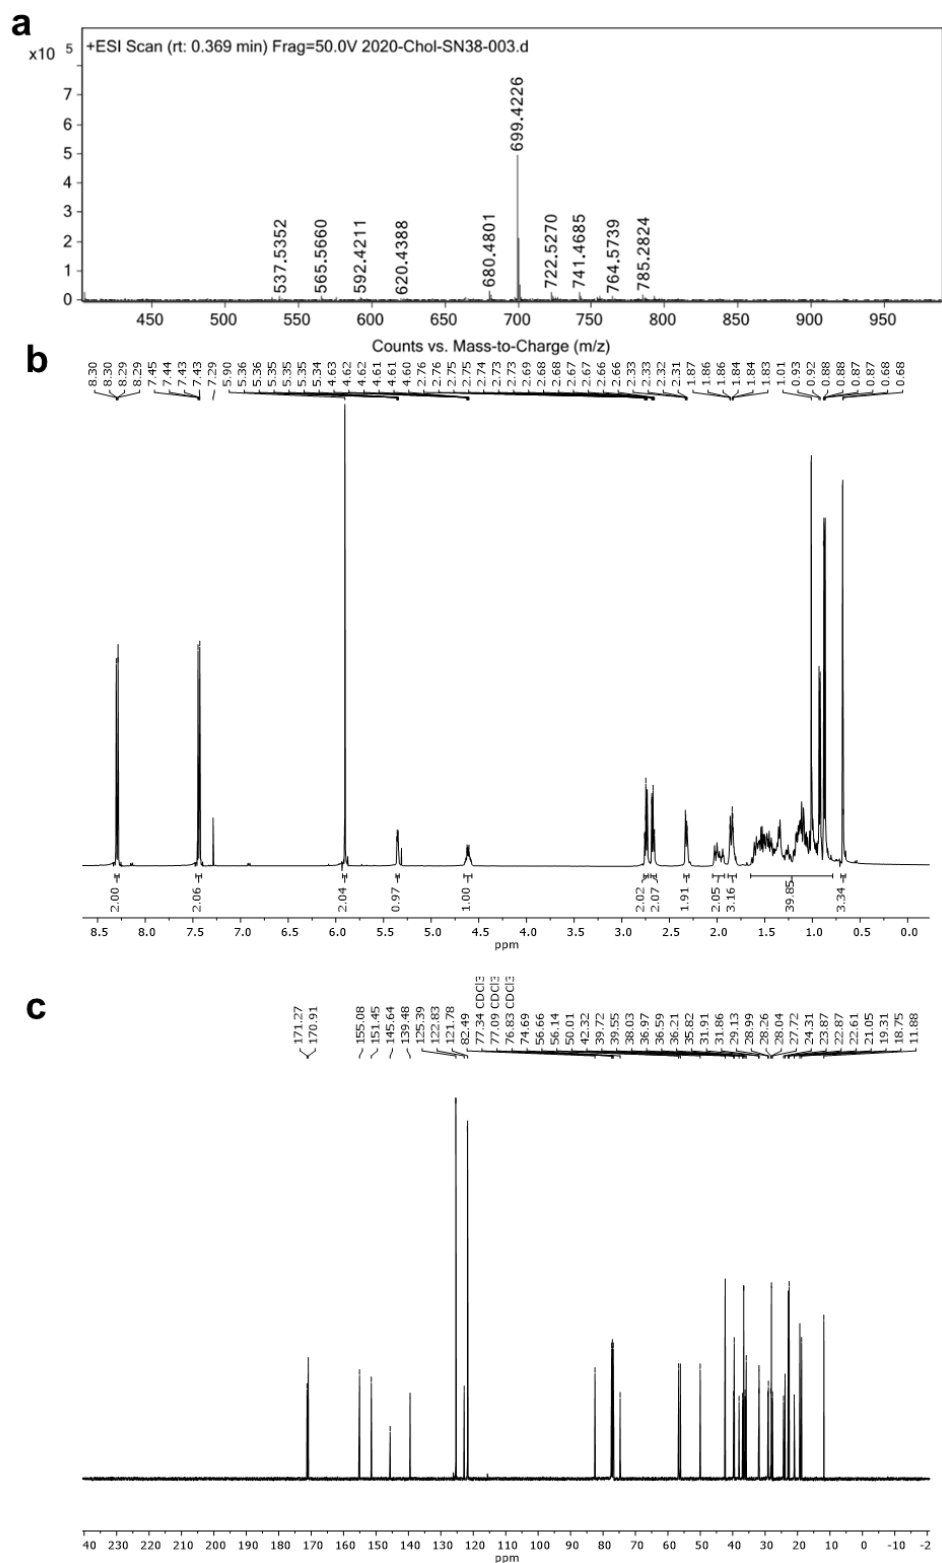 a
+ESI Scan (rt: 0.369 min) Frag=50.0V 2020-Chol-SN38-003.d
x10 5
7
6
5
4
3
2
1
0
537.5352
565.5660
592.4211
620.4388
680.4801
699.4226
722.5270
741.4685
764.5739
785.2824
450 500 550 600 650 700 750 800 850 900 950
Counts vs. Mass-to-Charge (m/z)
b
8.30 8.30 8.29 8.29 7.45 7.44 7.43 7.43 7.29 5.90 5.36 5.36 5.35 5.35 5.35 5.34 4.63 4.62 4.62 4.61 4.61 4.60 2.76 2.76 2.75 2.75 2.74 2.73 2.73 2.69 2.68 2.68 2.67 2.67 2.66 2.66 2.33 2.33 2.32 2.31 1.87 1.86 1.86 1.84 1.84 1.83 1.01 0.93 0.92 0.88 0.88 0.87 0.87 0.68 0.68
2.00 2.06 2.04 0.97 1.00 2.02 2.07 1.91 2.05 3.16 39.85 3.34
8.5 8.0 7.5 7.0 6.5 6.0 5.5 5.0 4.5 4.0 3.5 3.0 2.5 2.0 1.5 1.0 0.5 0.0
ppm
c
171.27 170.91 155.08 151.45 145.64 139.48 125.39 122.83 121.78 82.49 77.34 CDCl3 77.09 CDCl3 76.83 CDCl3 74.69 56.66 56.14 50.01 42.32 39.72 39.55 38.03 36.97 36.59 36.21 35.82 31.91 31.86 29.13 28.99 28.26 28.04 27.72 24.31 23.87 22.87 22.61 21.05 19.31 18.75 11.88
40 230 220 210 200 190 180 170 160 150 140 130 120 110 100 90 80 70 60 50 40 30 20 10 0 -10 -2
ppm